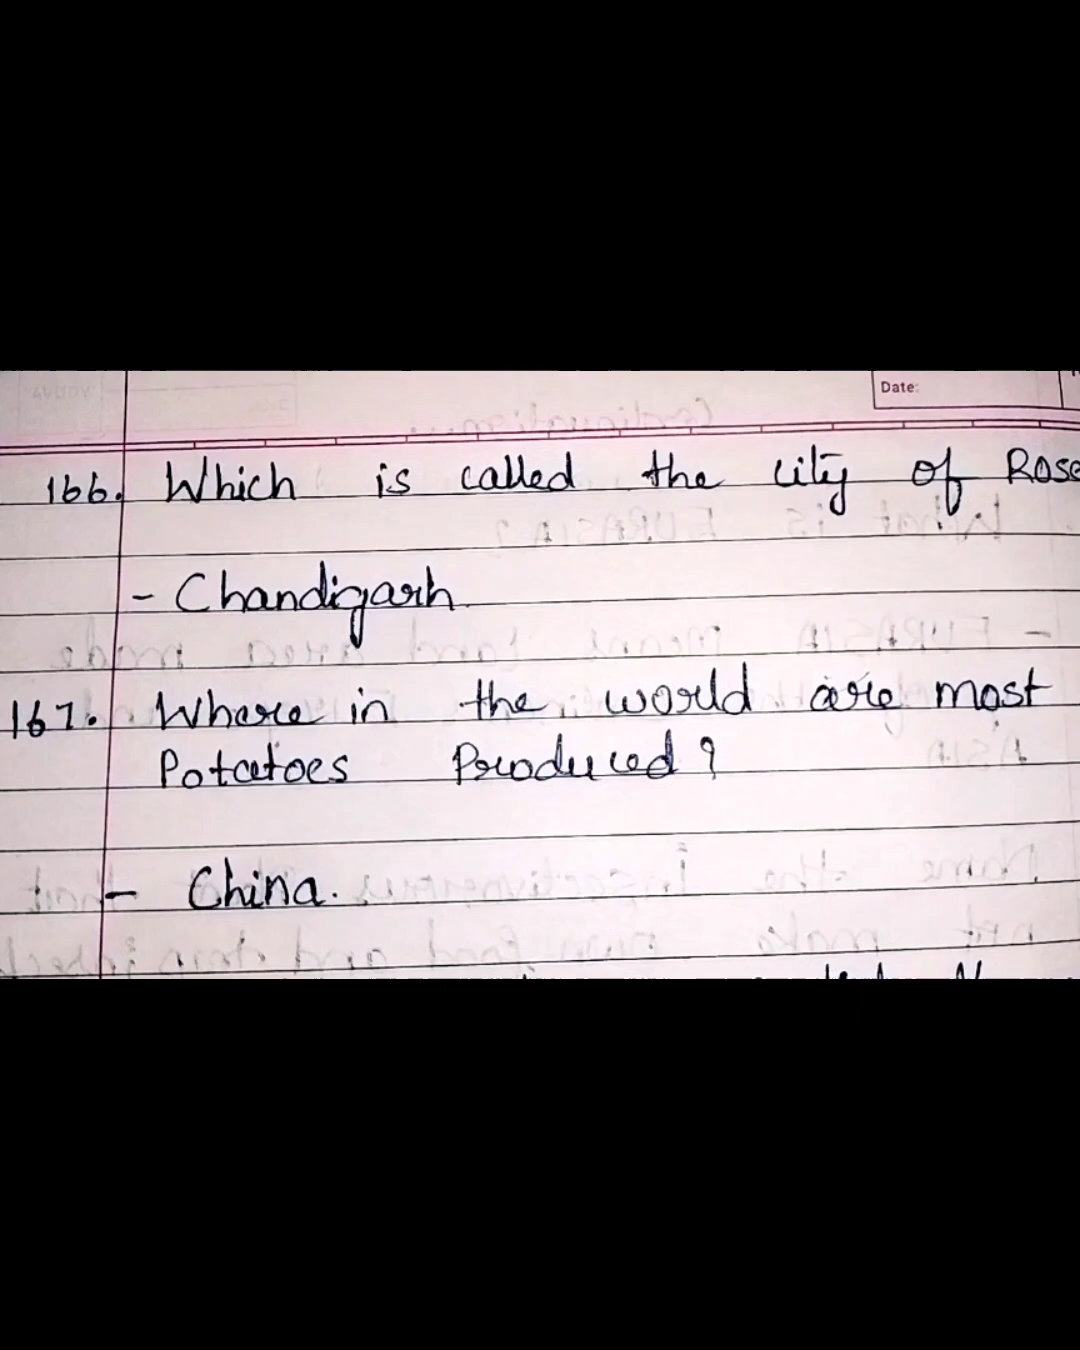 Date:
166. Which is called the city of Rose
- Chandigarh
167. Where in the world are most
Potatoes Produced?
- China.